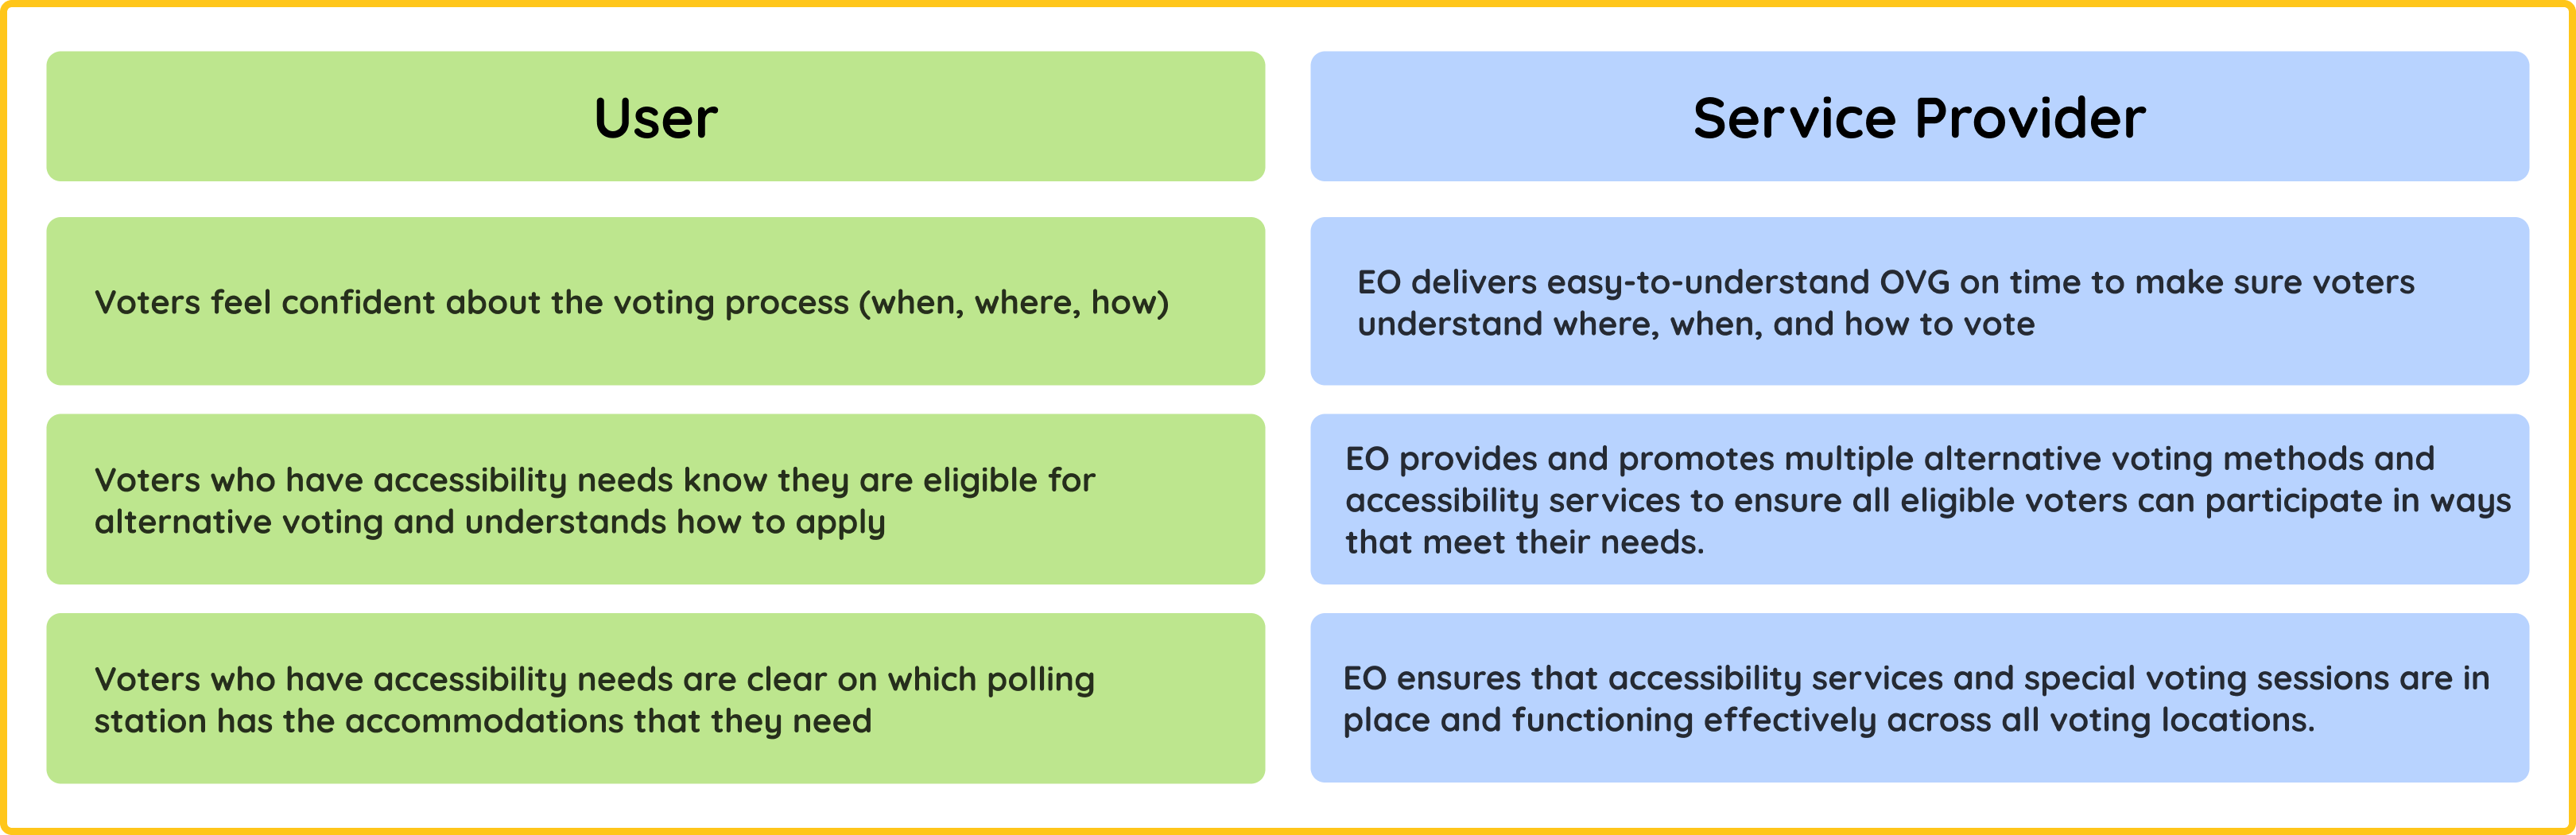 User
Service Provider
Voters feel confident about the voting process (when, where, how)
EO delivers easy-to-understand OVG on time to make sure voters
understand where, when, and how to vote
Voters who have accessibility needs know they are eligible for
alternative voting and understands how to apply
EO provides and promotes multiple alternative voting methods and
accessibility services to ensure all eligible voters can participate in ways
that meet their needs.
Voters who have accessibility needs are clear on which polling
station has the accommodations that they need
EO ensures that accessibility services and special voting sessions are in
place and functioning effectively across all voting locations.